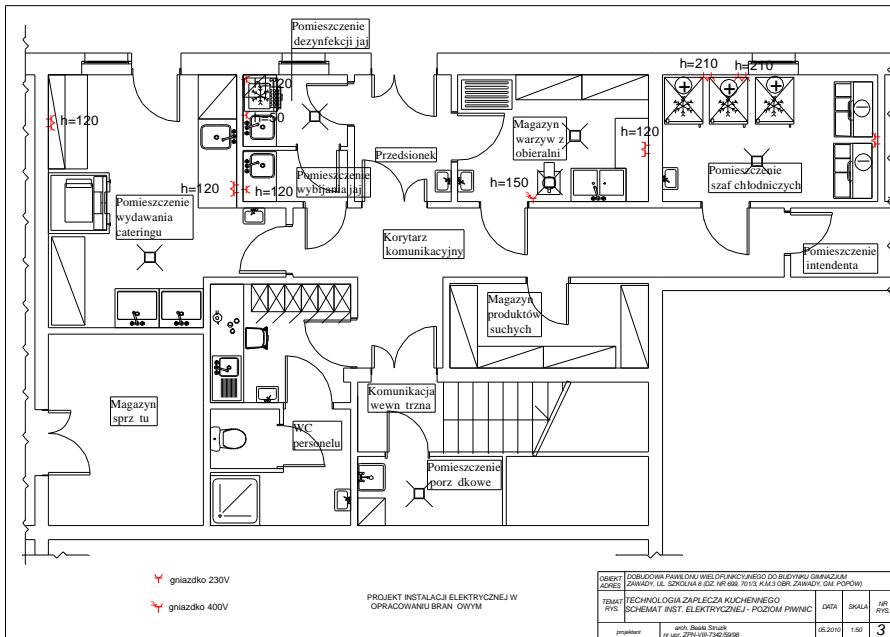 Pomieszczenie
dezynfekcji jaj
h=210
h=210
h=120
h=120
h=50
Magazyn
warzyw z
obieralni
h=120
Przedsionek
Pomieszczenie
szaf chłodniczych
h=120
h=120
Pomieszczenie
wybijania jaj
h=150
Pomieszczenie
wydawania
cateringu
Korytarz
komunikacyjny
Pomieszczenie
intendenta
Magazyn
produktów
suchych
Magazyn
sprz tu
Komunikacja
wewn trzna
WC
personelu
Pomieszczenie
porz dkowe
gniazdko 230V
3 gniazdko 400V
PROJEKT INSTALACJI ELEKTRYCZNEJ W
OPRACOWANIU BRAN OWYM
OBIEKT
ADRES
DOBUDOWA PAWILONU WIELOFUNKCYJNEGO DO BUDYNKU GIMNAZJUM
ZAWADY, UL. SZKOLNA 8 (DZ. NR 699, 701/3, K.M.3 OBR. ZAWADY, GM. POPÓW)
TEMAT
RYS.
TECHNOLOGIA ZAPLECZA KUCHENNEGO
SCHEMAT INST. ELEKTRYCZNEJ - POZIOM PIWNIC
DATA
SKALA
NR
RYS.
projektant
arch. Beata Struzik
nr upr. ZPN-VIII-7342/59/98
05.2010
1:50
3